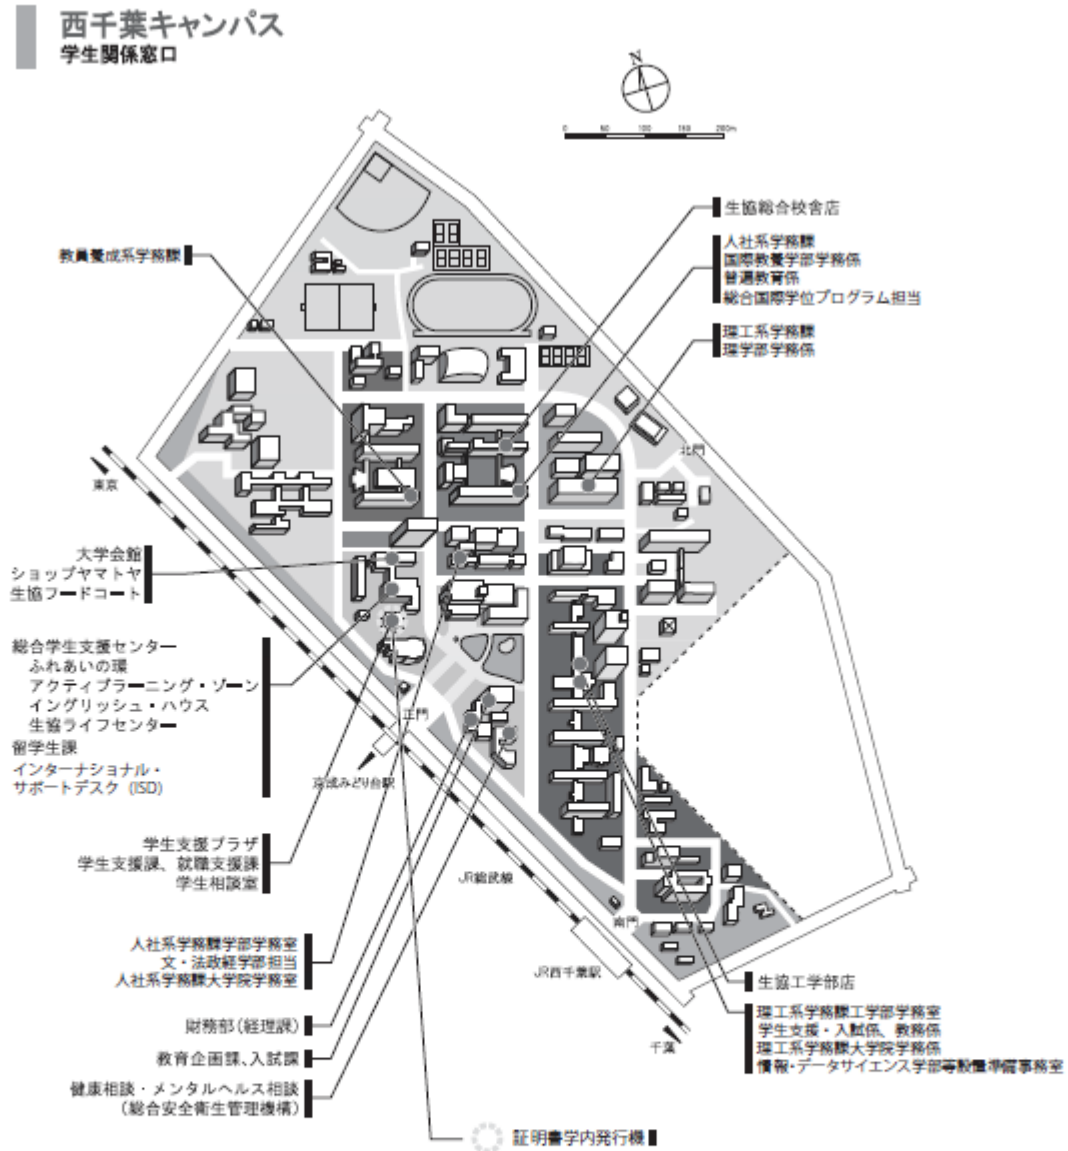 西千葉キャンパス
学生関係窓口
N
0 50 100 150 200m
生協総合校舎店
人社系学務課
国際教養学部学務係
普遍教育係
総合国際学位プログラム担当
教員養成系学務課
理工系学務課
理学部学務係
北門
東京
大学会館
ショップヤマトヤ
生協フードコート
総合学生支援センター
ふれあいの環
アクティブラーニング・ゾーン
イングリッシュ・ハウス
生協ライフセンター
留学生課
インターナショナル・
サポートデスク (ISD)
正門
京成みどり台駅
学生支援プラザ
学生支援課、就職支援課
学生相談室
JR総武線
南門
JR西千葉駅
千葉
人社系学務課学部学務室
文・法政経学部担当
人社系学務課大学院学務室
財務部(経理課)
教育企画課、入試課
健康相談・メンタルヘルス相談
(総合安全衛生管理機構)
生協工学部店
理工系学務課工学部学務室
学生支援・入試係、教務係
理工系学務課大学院学務係
情報・データサイエンス学部等設置準備事務室
証明書学内発行機